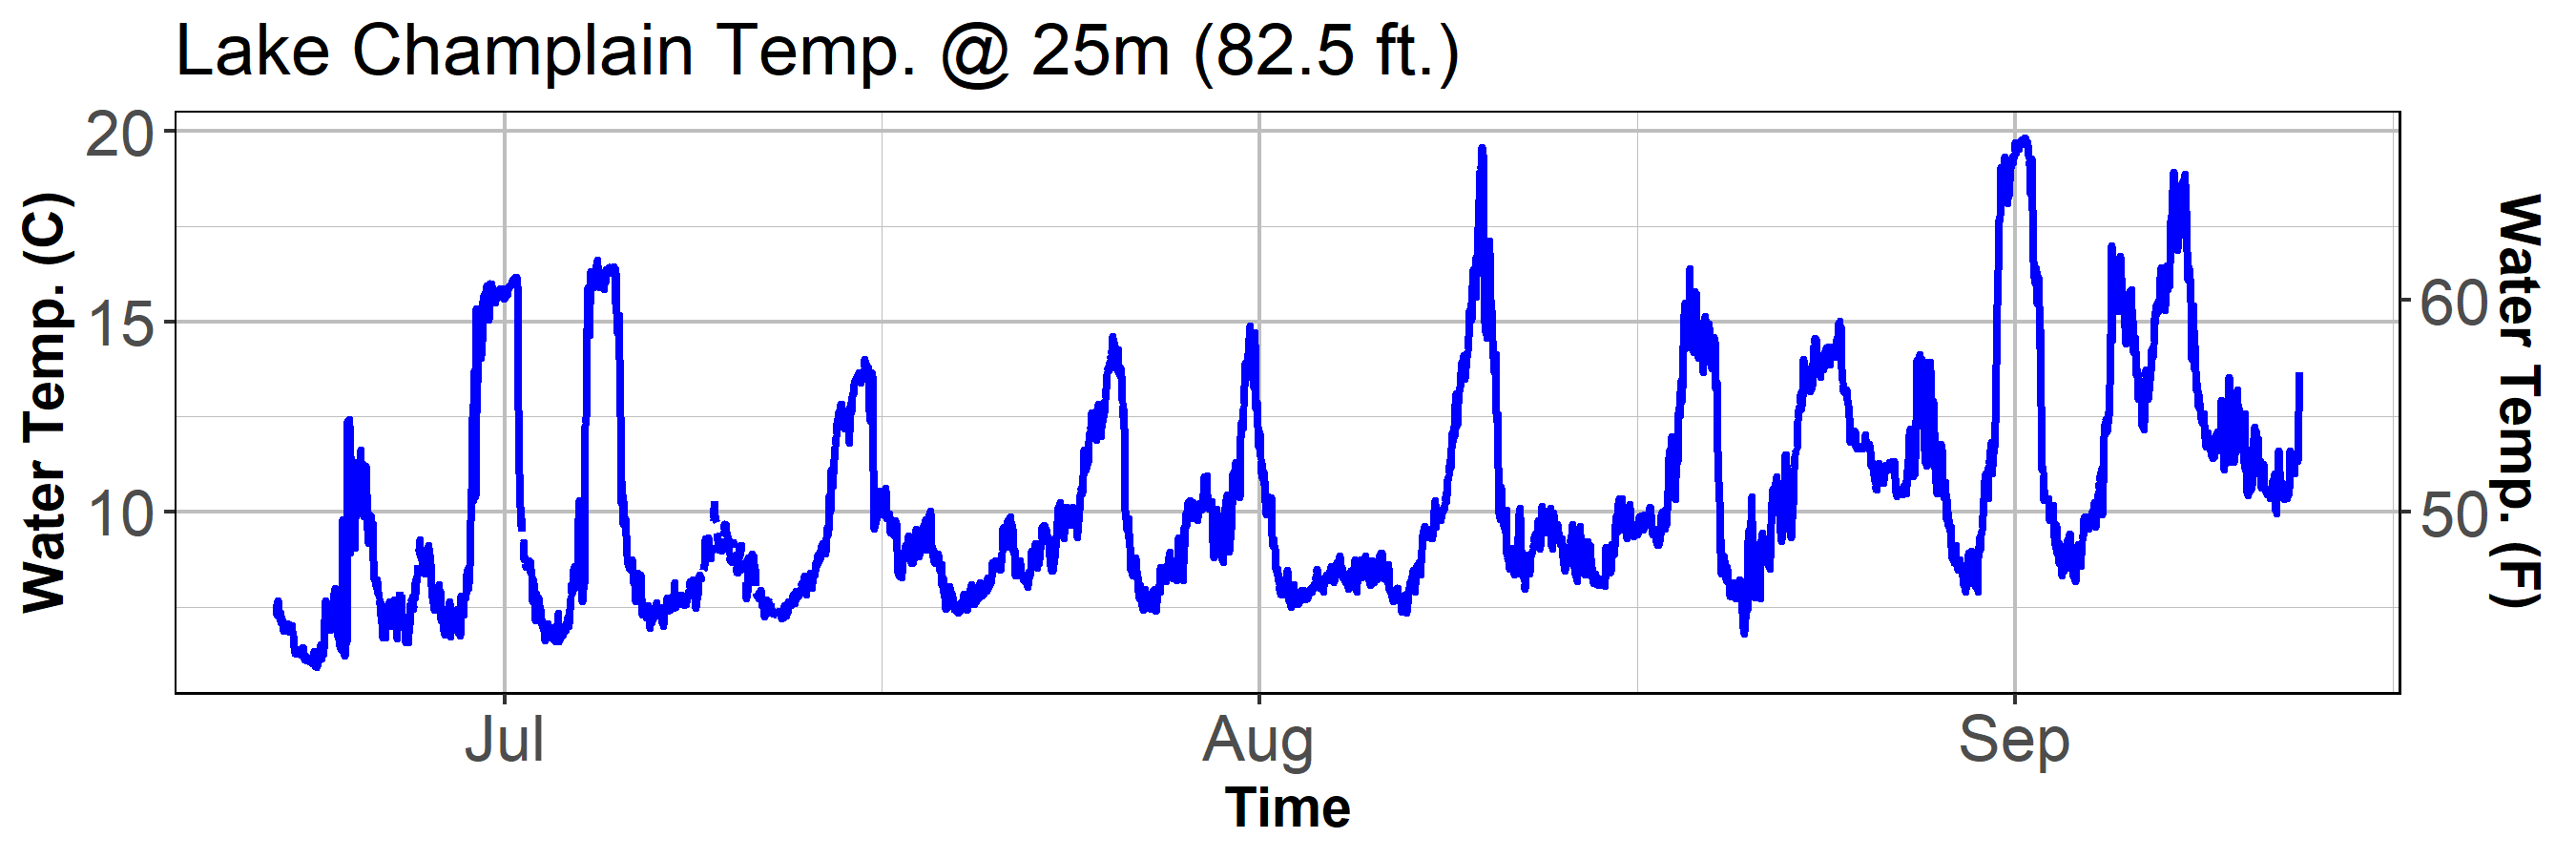 Lake Champlain Temp. @ 25m (82.5 ft.)
Water Temp. (C)
20
15
10
60
50
Water Temp. (F)
Jul
Aug
Sep
Time